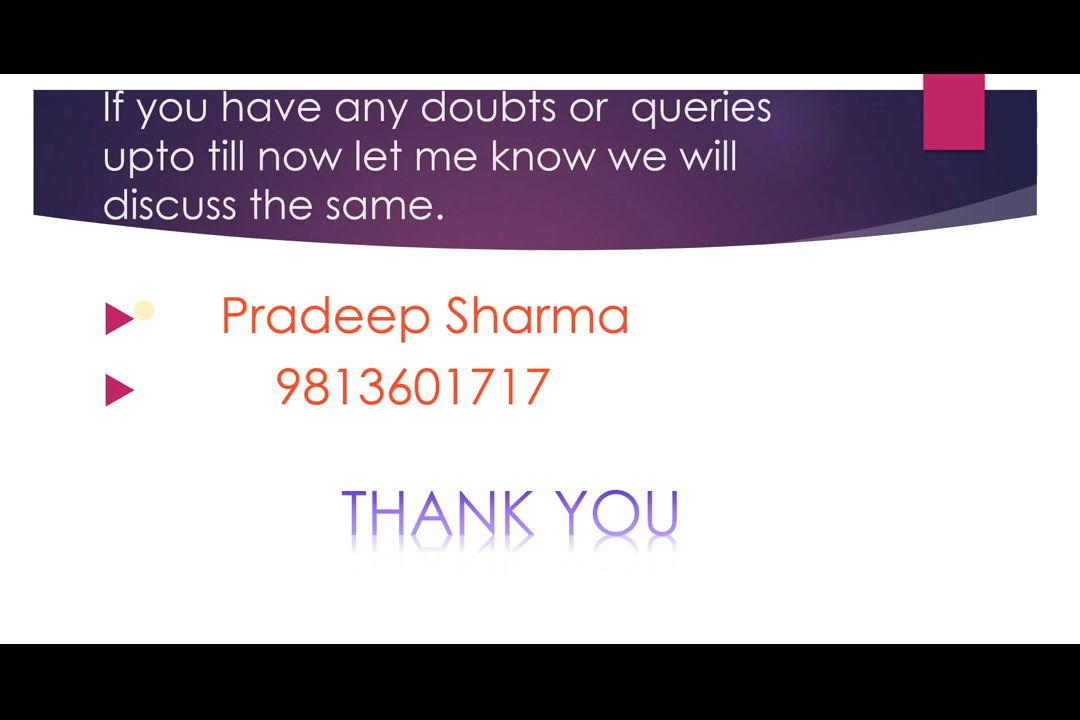 If you have any doubts or  queries
upto till now let me know we will
discuss the same.
Pradeep Sharma
9813601717
THANK YOU